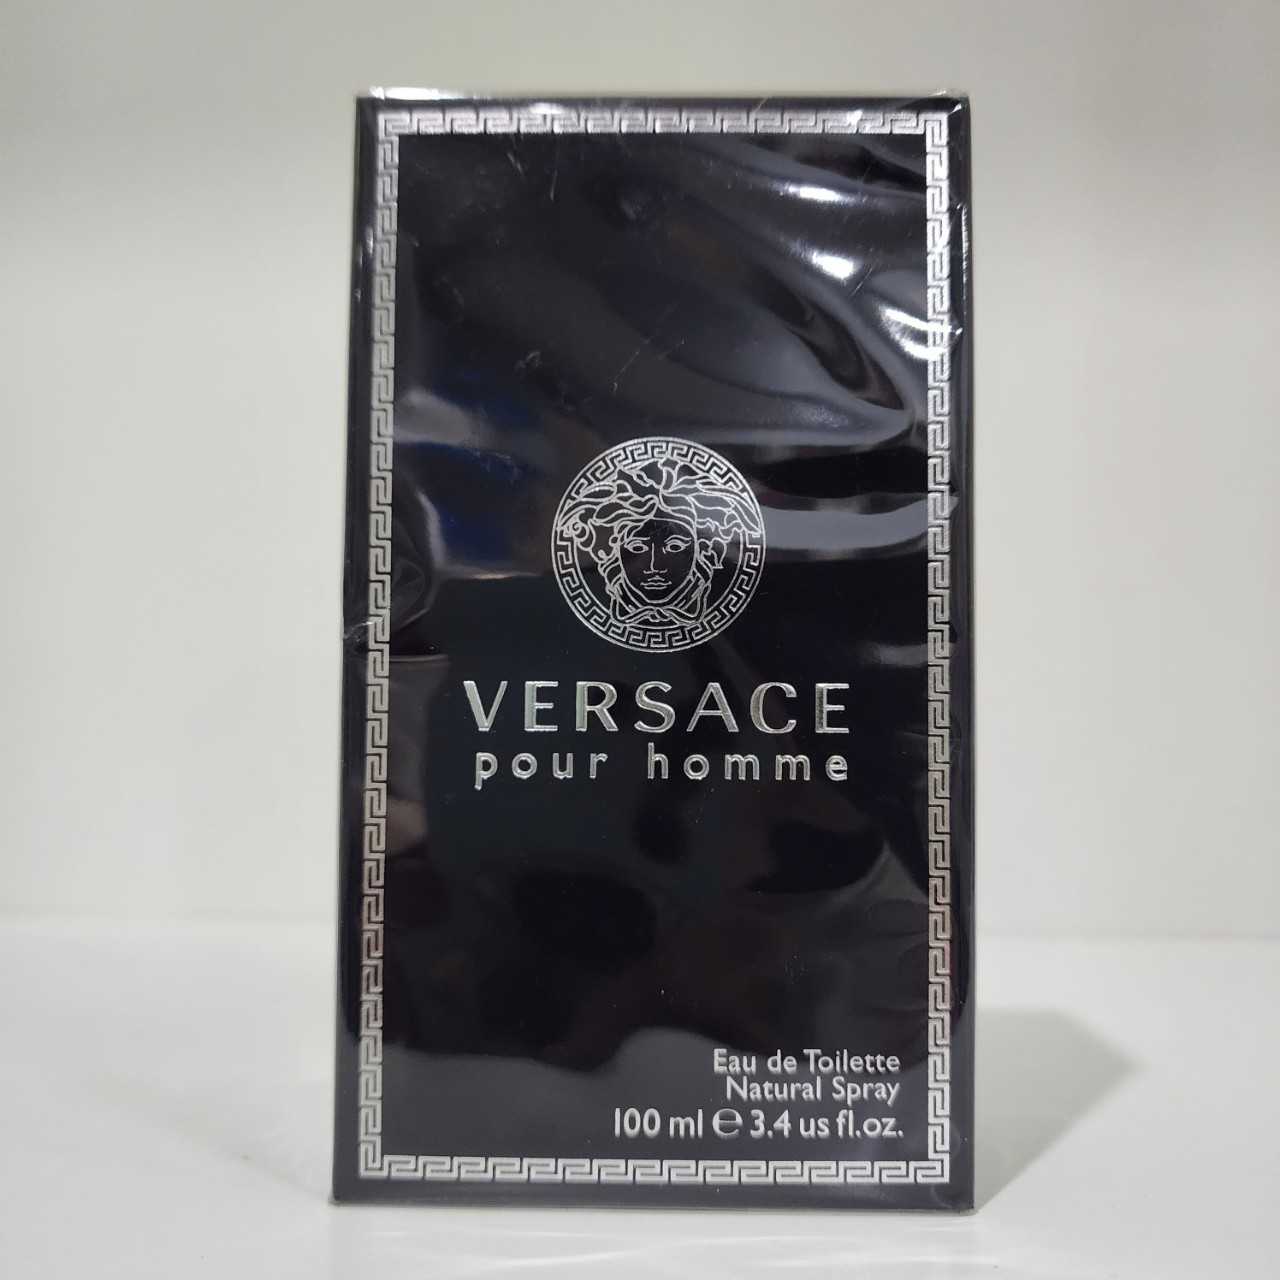 VERSACE
pour homme
Eau de Toilette
Natural Spray
100 ml ℮ 3.4 us fl.oz.